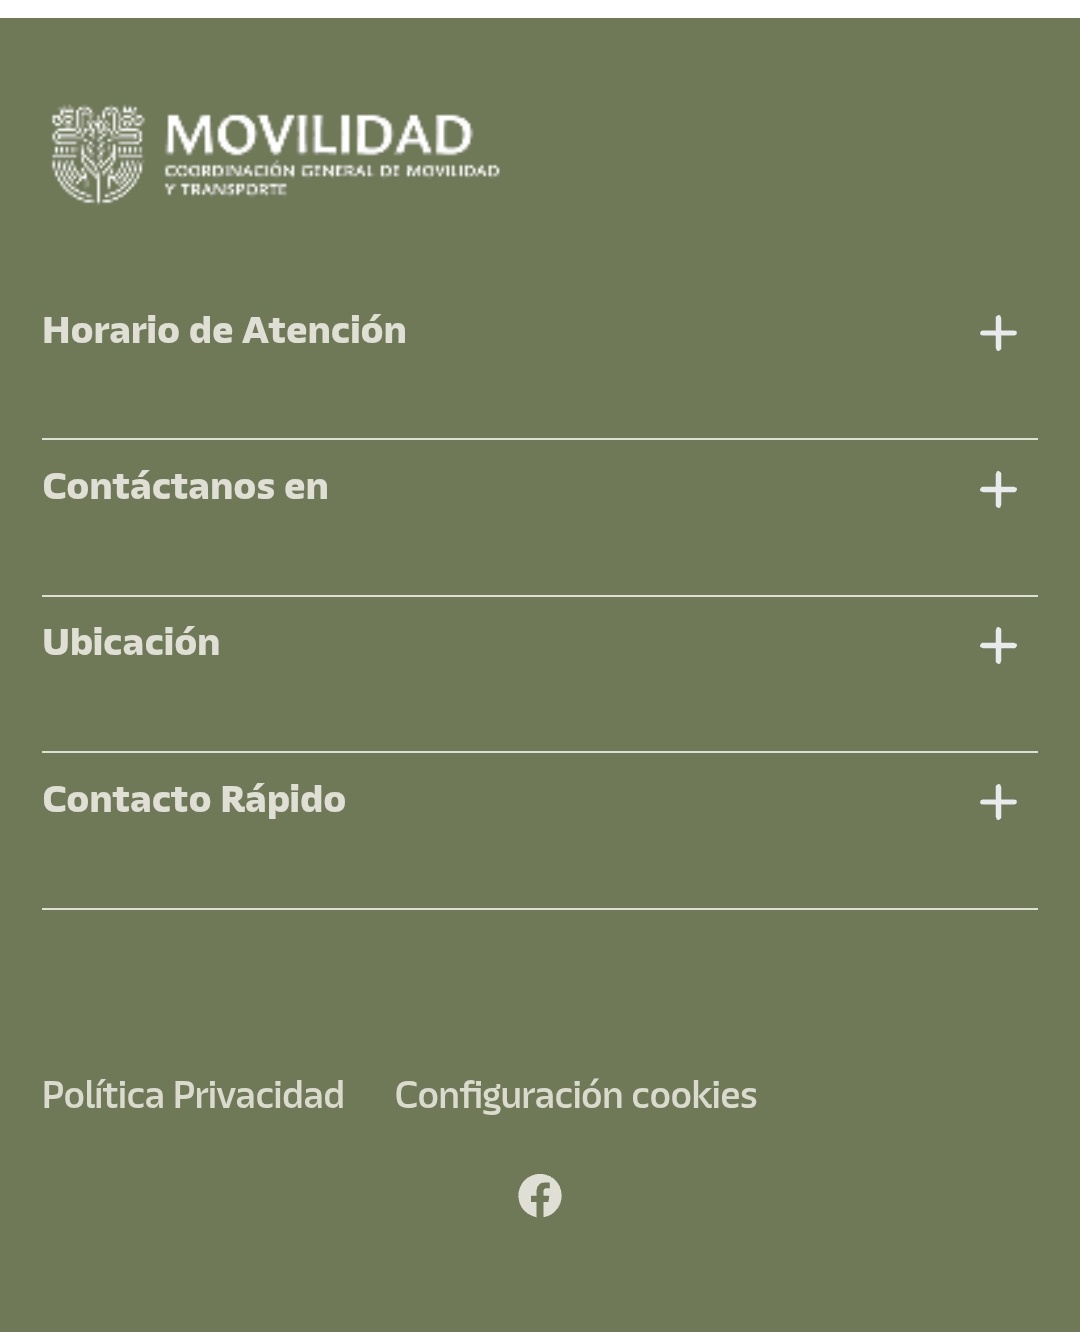 MOVILIDAD
COORDINACIÓN GENERAL DE MOVILIDAD
Y TRANSPORTE
Horario de Atención
Contáctanos en
Ubicación
Contacto Rápido
Política Privacidad Configuración cookies